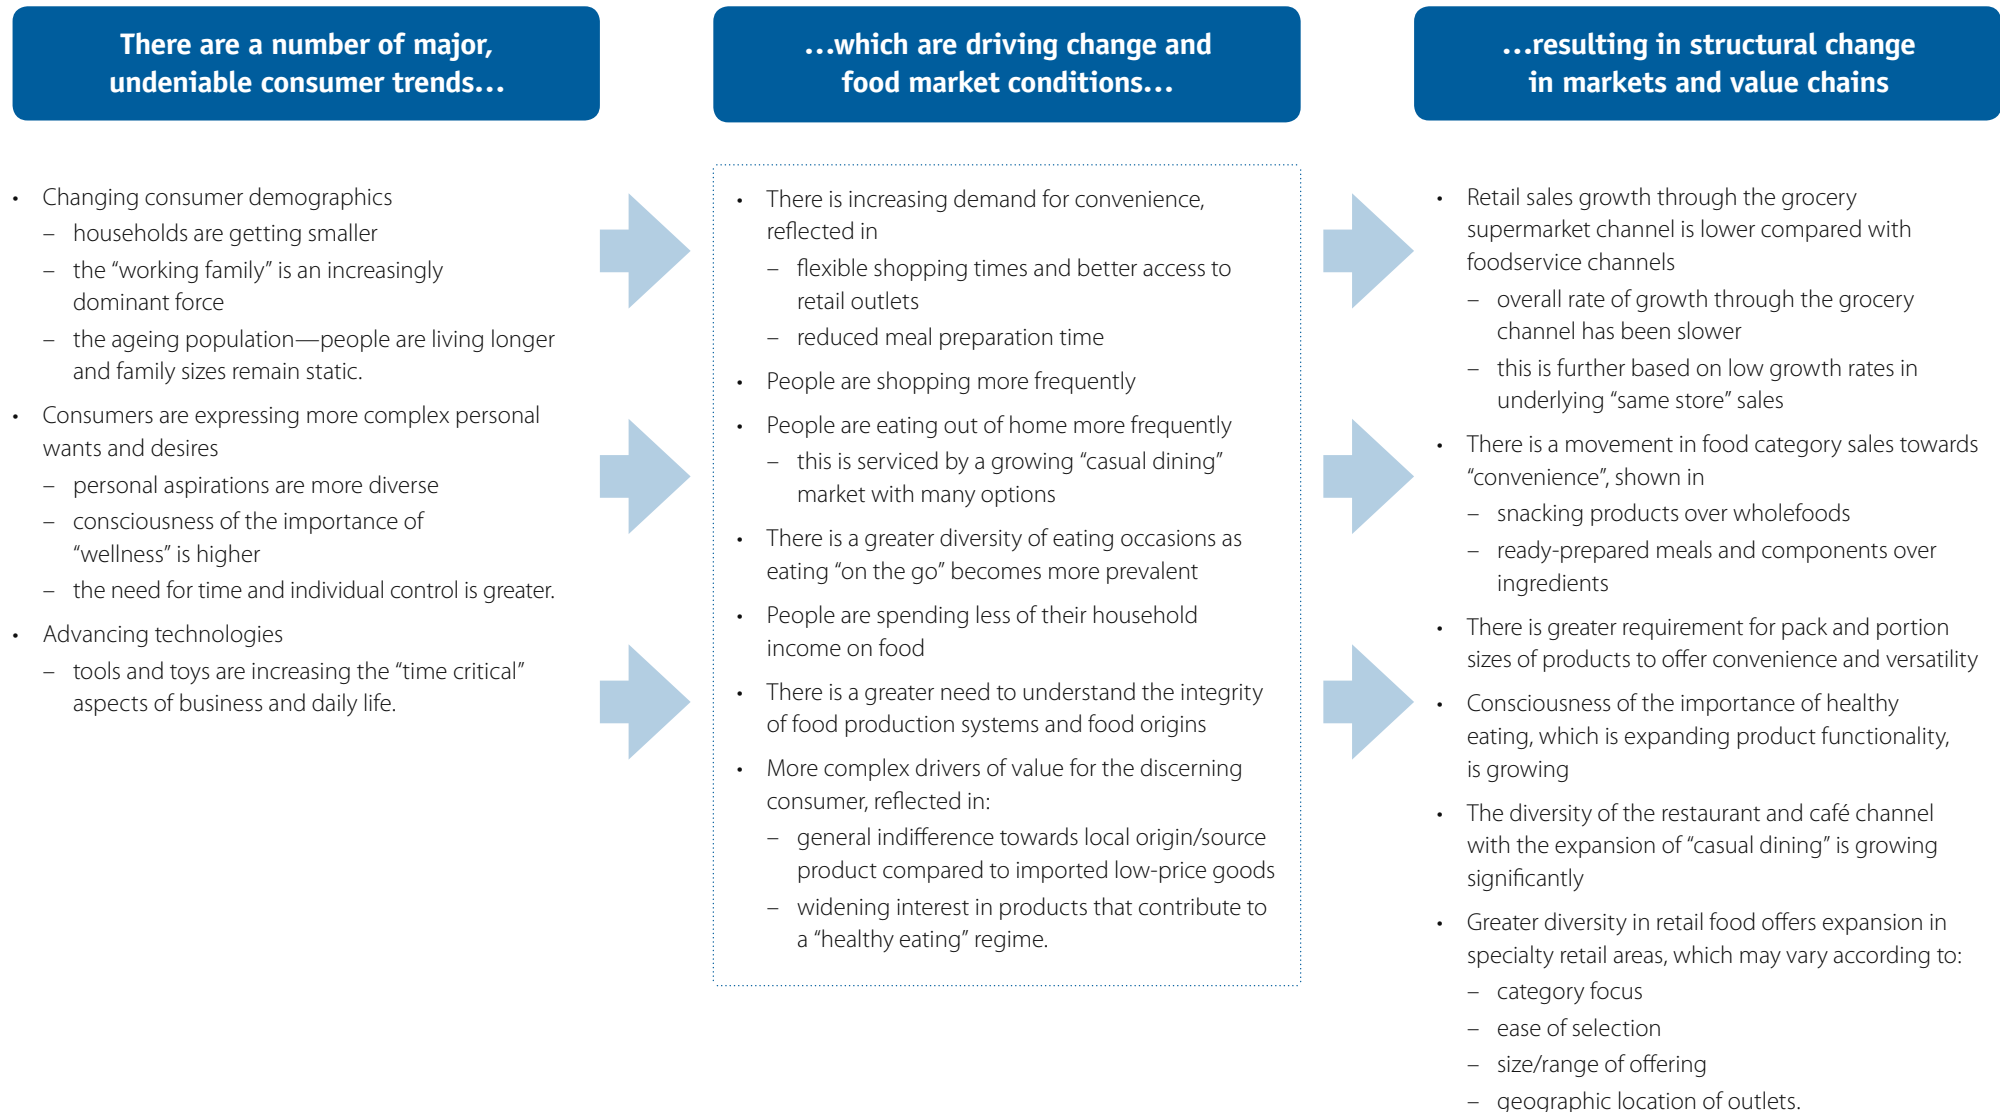 There are a number of major,
undeniable consumer trends…
• Changing consumer demographics
– households are getting smaller
– the “working family” is an increasingly
dominant force
– the ageing population—people are living longer
and family sizes remain static.
• Consumers are expressing more complex personal
wants and desires
– personal aspirations are more diverse
– consciousness of the importance of
“wellness” is higher
– the need for time and individual control is greater.
• Advancing technologies
– tools and toys are increasing the “time critical”
aspects of business and daily life.
…which are driving change and
food market conditions…
• There is increasing demand for convenience,
reflected in
– flexible shopping times and better access to
retail outlets
– reduced meal preparation time
• People are shopping more frequently
• People are eating out of home more frequently
– this is serviced by a growing “casual dining”
market with many options
• There is a greater diversity of eating occasions as
eating “on the go” becomes more prevalent
• People are spending less of their household
income on food
• There is a greater need to understand the integrity
of food production systems and food origins
• More complex drivers of value for the discerning
consumer, reflected in:
– general indifference towards local origin/source
product compared to imported low-price goods
– widening interest in products that contribute to
a “healthy eating” regime.
…resulting in structural change
in markets and value chains
• Retail sales growth through the grocery
supermarket channel is lower compared with
foodservice channels
– overall rate of growth through the grocery
channel has been slower
– this is further based on low growth rates in
underlying “same store” sales
• There is a movement in food category sales towards
“convenience”, shown in
– snacking products over wholefoods
– ready-prepared meals and components over
ingredients
• There is greater requirement for pack and portion
sizes of products to offer convenience and versatility
• Consciousness of the importance of healthy
eating, which is expanding product functionality,
is growing
• The diversity of the restaurant and café channel
with the expansion of “casual dining” is growing
significantly
• Greater diversity in retail food offers expansion in
specialty retail areas, which may vary according to:
– category focus
– ease of selection
– size/range of offering
– geographic location of outlets.